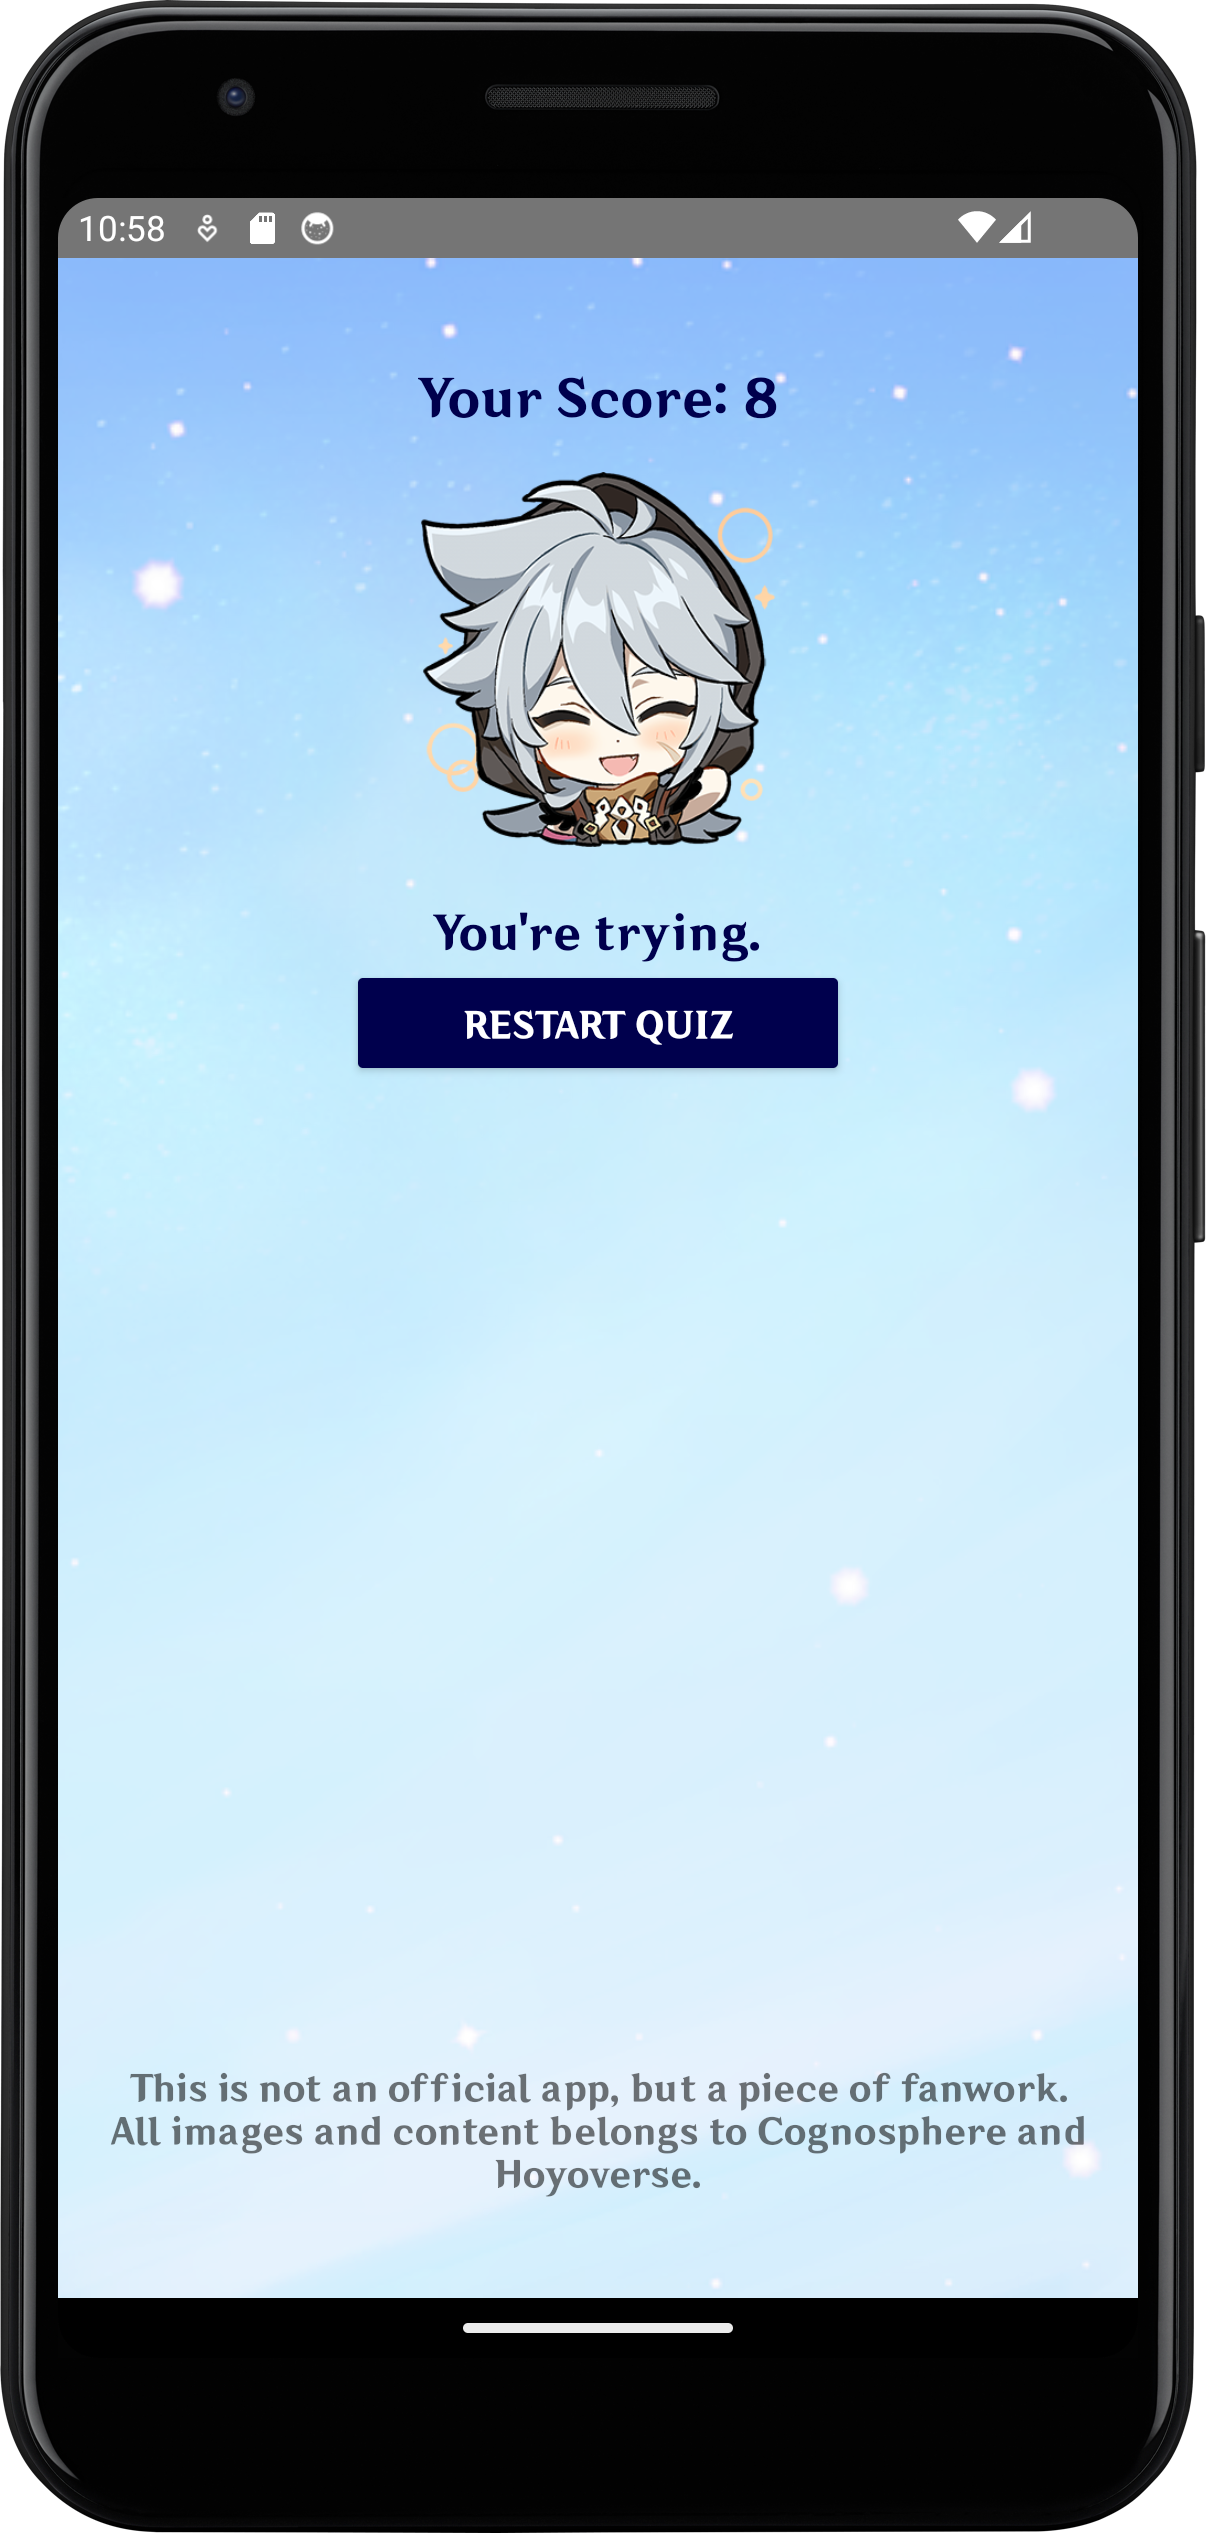 10:58
Your Score: 8
You're trying.
RESTART QUIZ
This is not an official app, but a piece of fanwork.
All images and content belongs to Cognosphere and
Hoyoverse.